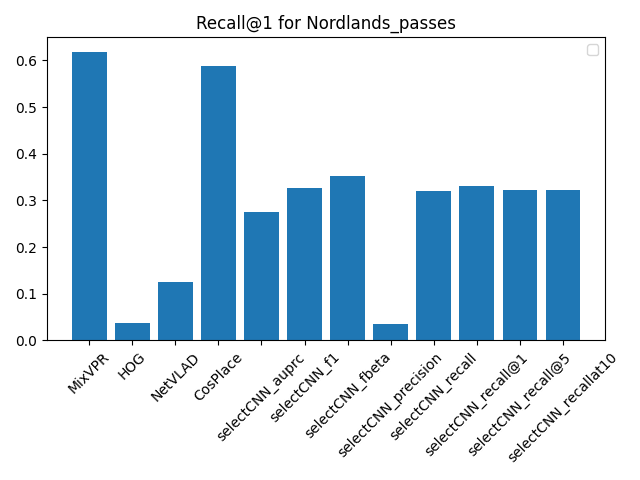 Recall@1 for Nordlands_passes
0.6
0.5
0.4
0.3
0.2
0.1
0.0
MixVPR
HOG
NetVLAD
CosPlace
selectCNN_auprc
selectCNN_f1
selectCNN_fbeta
selectCNN_precision
selectCNN_recall
selectCNN_recall@1
selectCNN_recall@5
selectCNN_recallat10